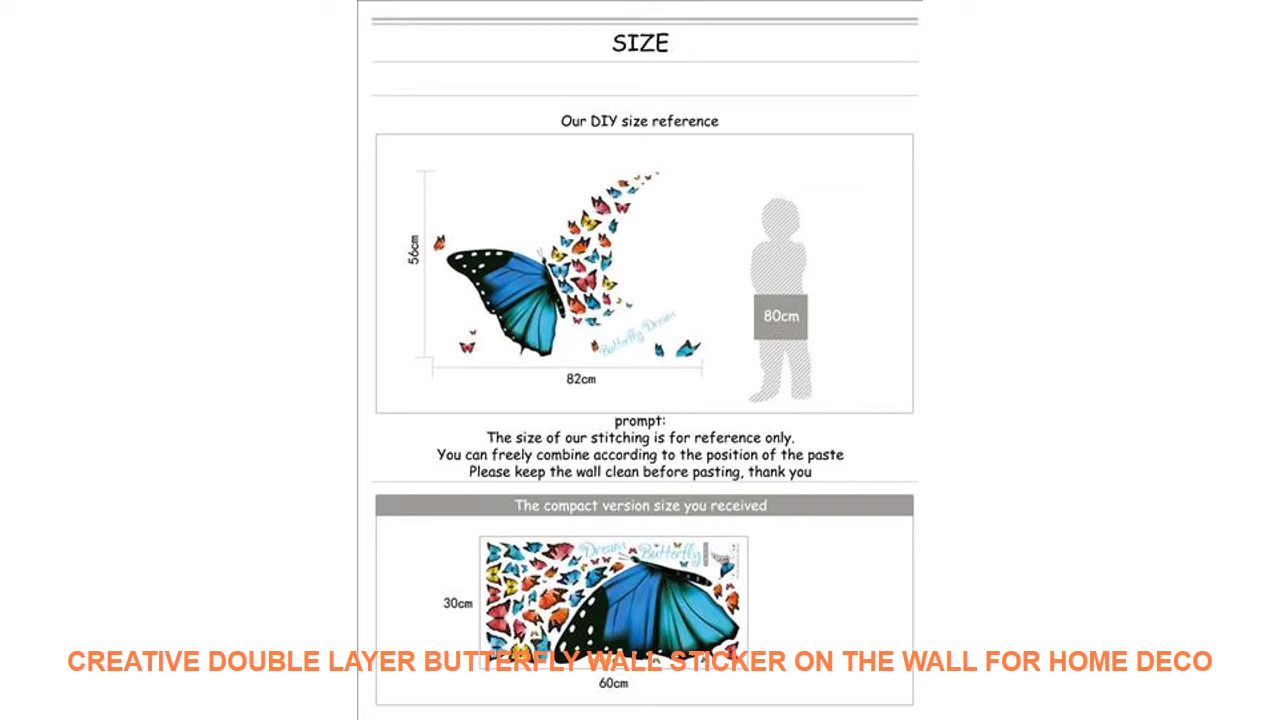 SIZE
Our DIY size reference
56cm
80cm
Butterfly Dream
82cm
prompt:
The size of our stitching is for reference only.
You can freely combine according to the position of the paste
Please keep the wall clean before pasting, thank you
The compact version size you received
Dream Butterfly
30cm
CREATIVE DOUBLE LAYER BUTTERFLY WALL STICKER ON THE WALL FOR HOME DECO
60cm